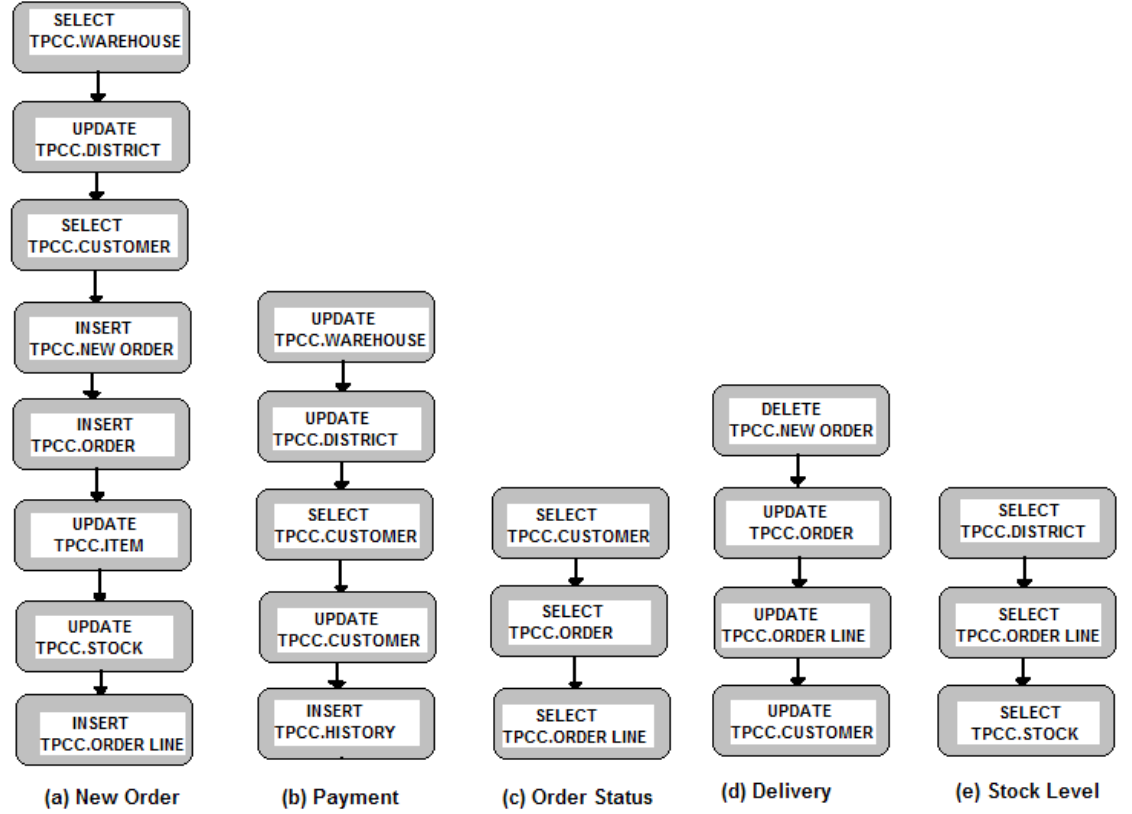 SELECT
TPCC.WAREHOUSE
UPDATE
TPCC.DISTRICT
SELECT
TPCC.CUSTOMER
INSERT
TPCC.NEW ORDER
INSERT
TPCC.ORDER
UPDATE
TPCC.ITEM
UPDATE
TPCC.STOCK
INSERT
TPCC.ORDER LINE
(a) New Order
UPDATE
TPCC.WAREHOUSE
UPDATE
TPCC.DISTRICT
SELECT
TPCC.CUSTOMER
UPDATE
TPCC.CUSTOMER
INSERT
TPCC.HISTORY
(b) Payment
SELECT
TPCC.CUSTOMER
SELECT
TPCC.ORDER
SELECT
TPCC.ORDER LINE
(c) Order Status
DELETE
TPCC.NEW ORDER
UPDATE
TPCC.ORDER
UPDATE
TPCC.ORDER LINE
UPDATE
TPCC.CUSTOMER
(d) Delivery
SELECT
TPCC.DISTRICT
SELECT
TPCC.ORDER LINE
SELECT
TPCC.STOCK
(e) Stock Level